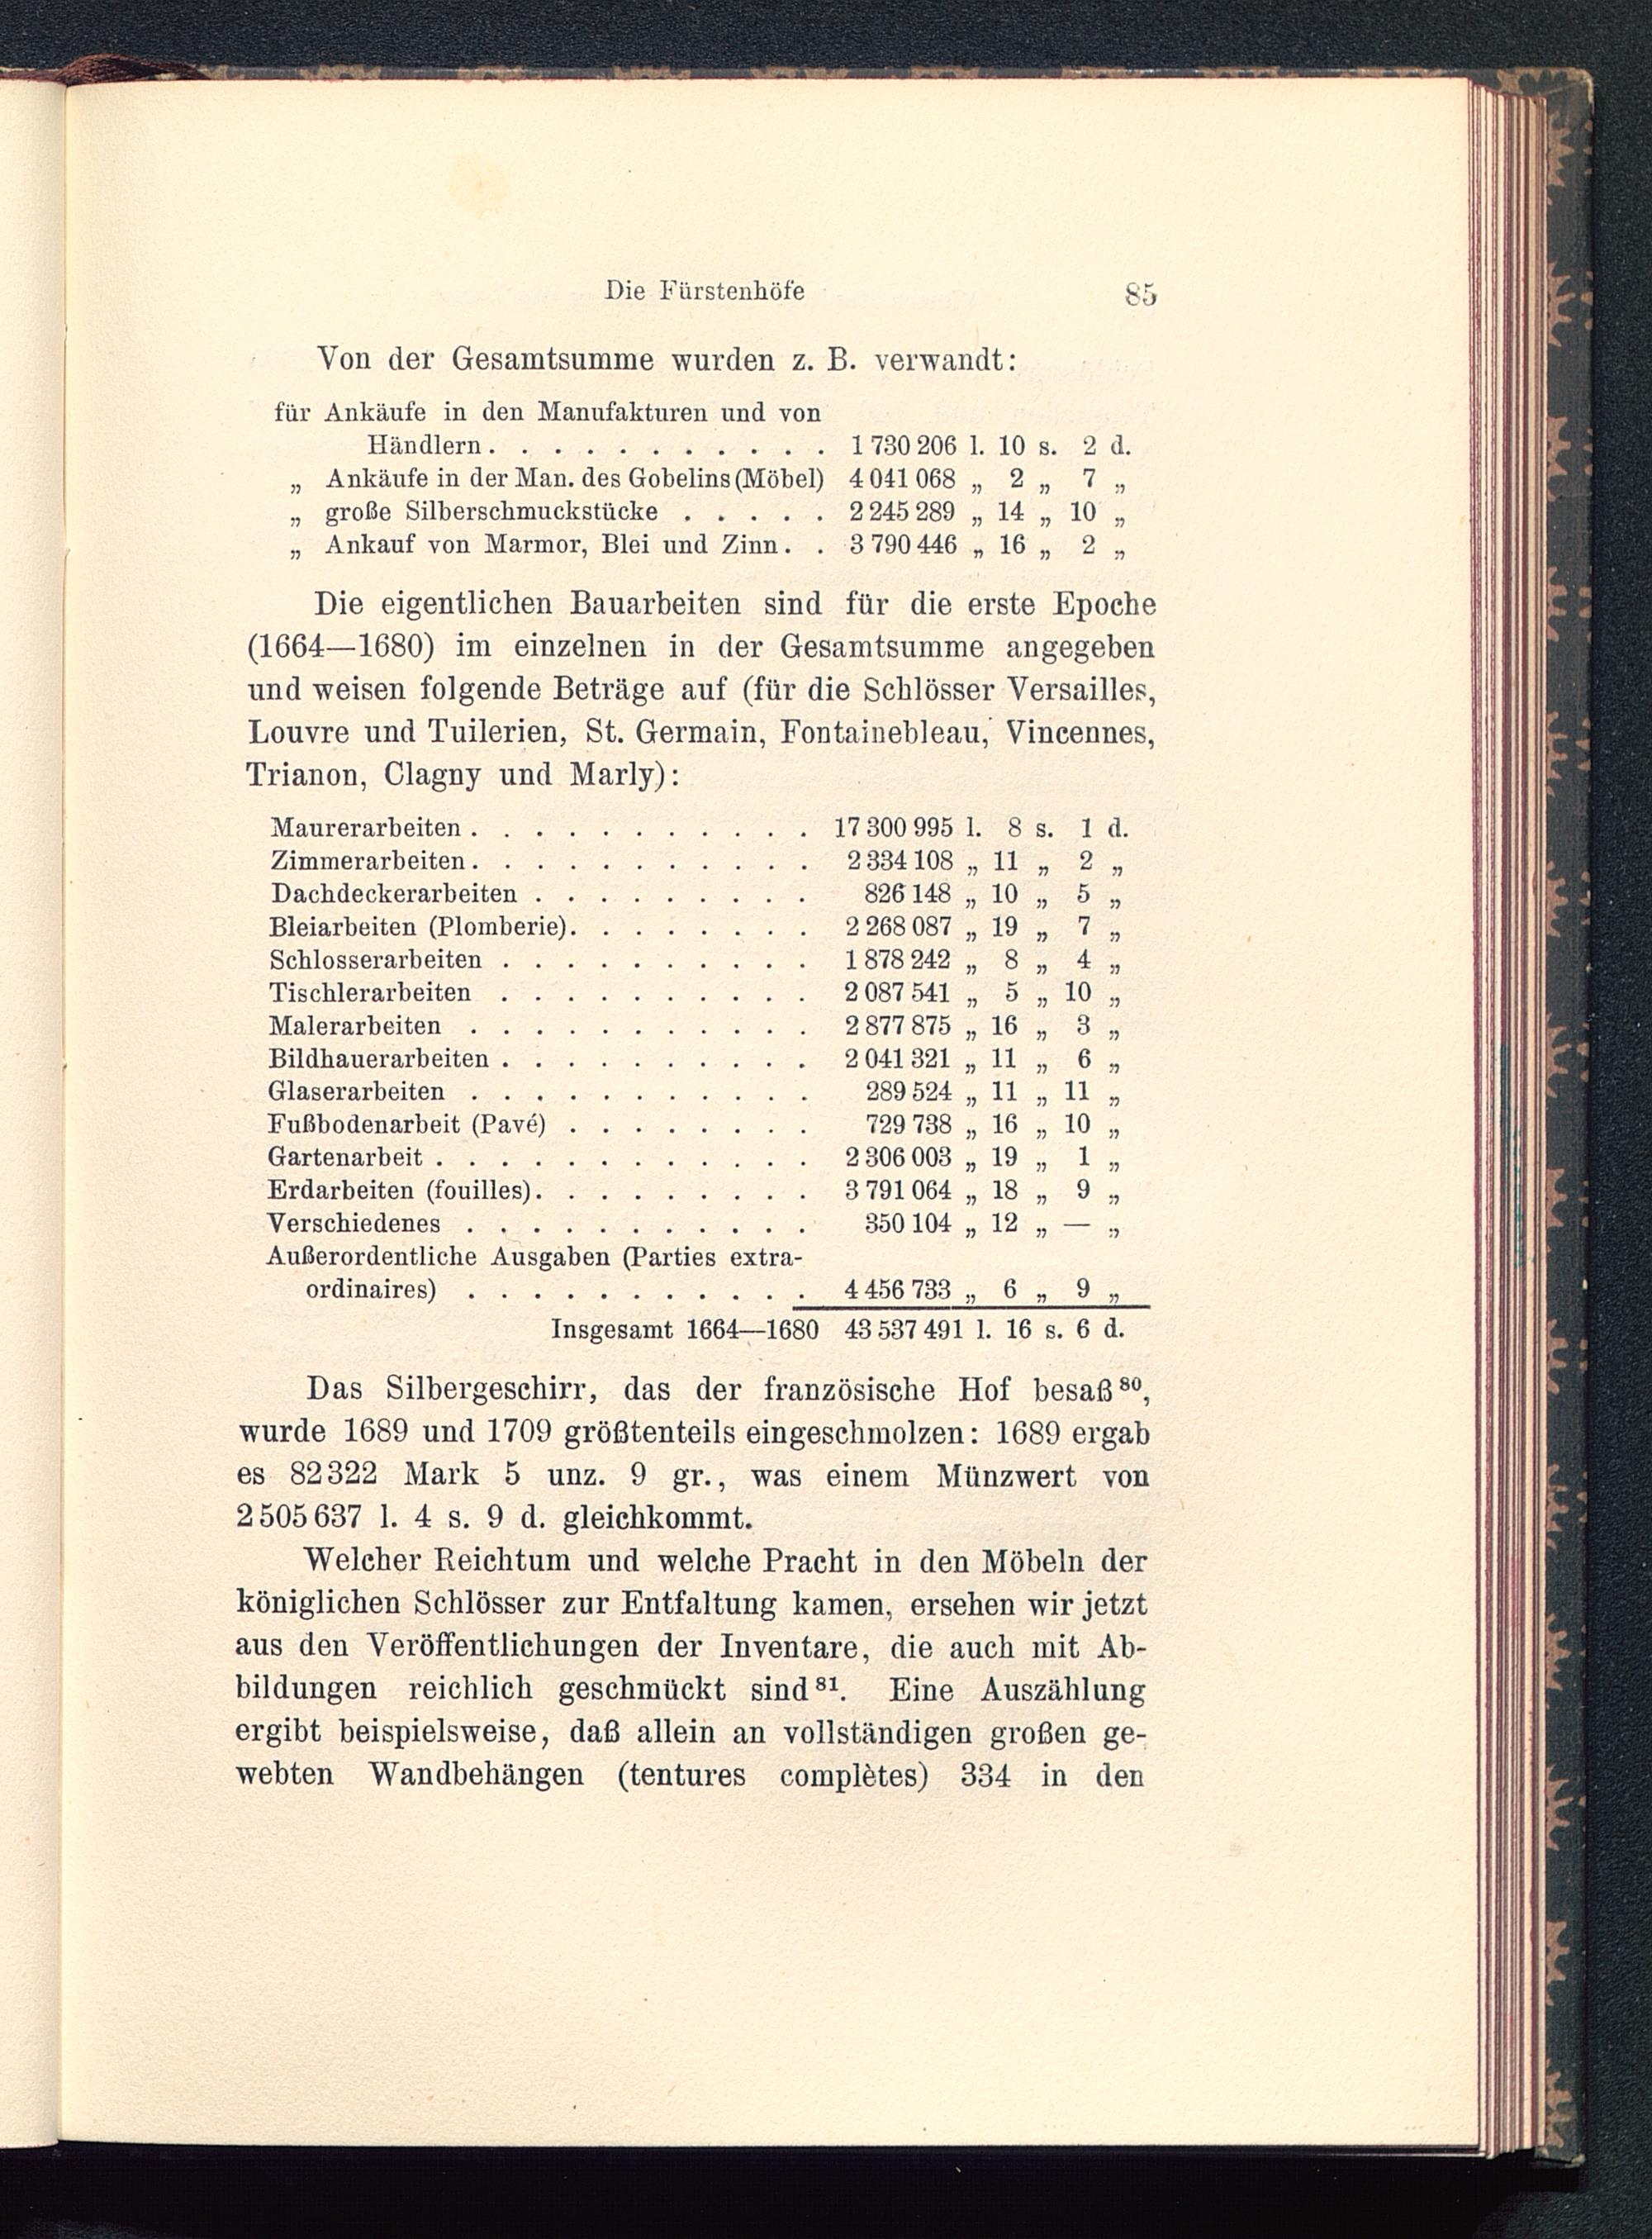 Die Fürstenhöfe 85
Von der Gesamtsumme wurden z. B. verwandt:
für Ankäufe in den Manufakturen und von
Händlern. . . . . . . . . . . 1 730 206 l. 10 s. 2 d.
„ Ankäufe in der Man. des Gobelins (Möbel) 4 041 068 „ 2 „ 7 „
„ große Silberschmuckstücke . . . . . 2 245 289 „ 14 „ 10 „
„ Ankauf von Marmor, Blei und Zinn. . 3 790 446 „ 16 „ 2 „
Die eigentlichen Bauarbeiten sind für die erste Epoche
(1664—1680) im einzelnen in der Gesamtsumme angegeben
und weisen folgende Beträge auf (für die Schlösser Versailles,
Louvre und Tuilerien, St. Germain, Fontainebleau, Vincennes,
Trianon, Clagny und Marly):
Maurerarbeiten . . . . . . . . . . . 17 300 995 l. 8 s. 1 d.
Zimmerarbeiten . . . . . . . . . . . 2 334 108 „ 11 „ 2 „
Dachdeckerarbeiten . . . . . . . . . 826 148 „ 10 „ 5 „
Bleiarbeiten (Plomberie). . . . . . . . 2 268 087 „ 19 „ 7 „
Schlosserarbeiten . . . . . . . . . . 1 878 242 „ 8 „ 4 „
Tischlerarbeiten . . . . . . . . . . 2 087 541 „ 5 „ 10 „
Malerarbeiten . . . . . . . . . . . 2 877 875 „ 16 „ 3 „
Bildhauerarbeiten . . . . . . . . . . 2 041 321 „ 11 „ 6 „
Glaserarbeiten . . . . . . . . . . . 289 524 „ 11 „ 11 „
Fußbodenarbeit (Pavé) . . . . . . . . 729 738 „ 16 „ 10 „
Gartenarbeit . . . . . . . . . . . . 2 306 003 „ 19 „ 1 „
Erdarbeiten (fouilles). . . . . . . . . 3 791 064 „ 18 „ 9 „
Verschiedenes . . . . . . . . . . . 350 104 „ 12 „ — „
Außerordentliche Ausgaben (Parties extra-
ordinaires) . . . . . . . . . . . 4 456 733 „ 6 „ 9 „
Insgesamt 1664—1680 43 537 491 l. 16 s. 6 d.
Das Silbergeschirr, das der französische Hof besaß⁸⁰,
wurde 1689 und 1709 größtenteils eingeschmolzen: 1689 ergab
es 82 322 Mark 5 unz. 9 gr., was einem Münzwert von
2 505 637 l. 4 s. 9 d. gleichkommt.
Welcher Reichtum und welche Pracht in den Möbeln der
königlichen Schlösser zur Entfaltung kamen, ersehen wir jetzt
aus den Veröffentlichungen der Inventare, die auch mit Ab-
bildungen reichlich geschmückt sind⁸¹. Eine Auszählung
ergibt beispielsweise, daß allein an vollständigen großen ge-
webten Wandbehängen (tentures complètes) 334 in den